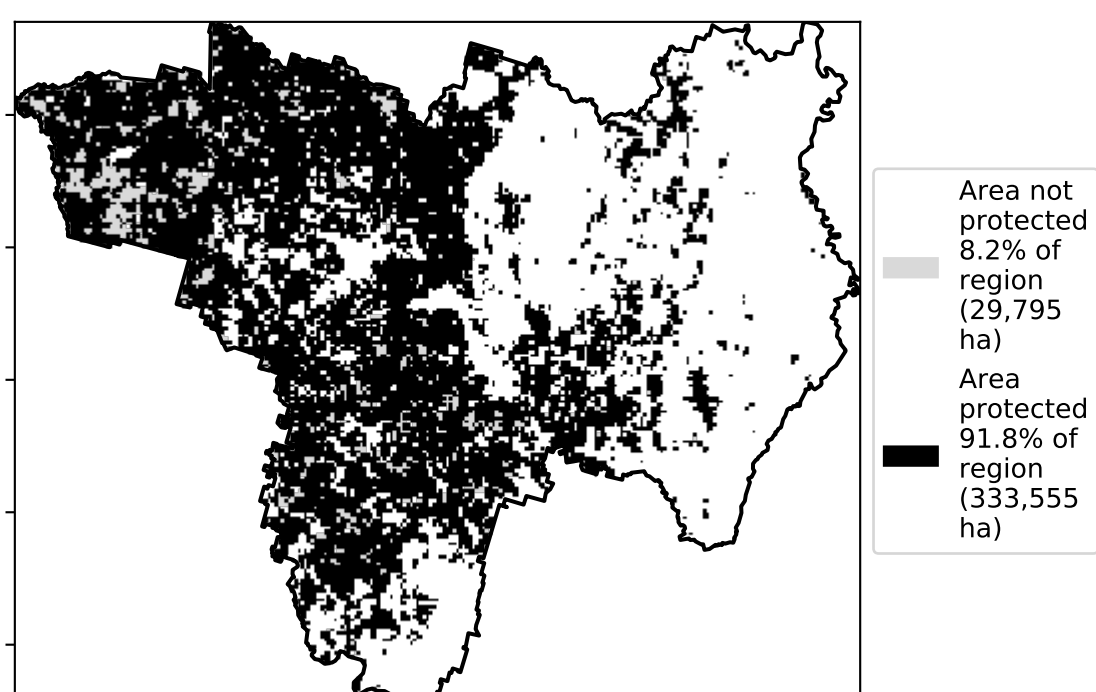 Area not
protected
8.2% of
region
(29,795
ha)
Area
protected
91.8% of
region
(333,555
ha)